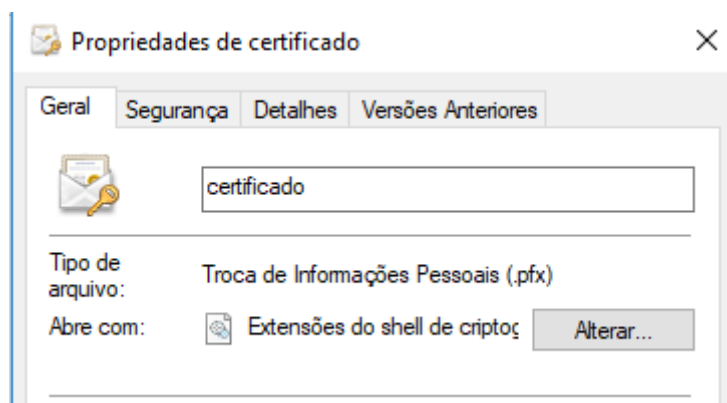 Propriedades de certificado
Geral Segurança Detalhes Versões Anteriores
certificado
Tipo de
arquivo:
Troca de Informações Pessoais (.pfx)
Abre com: Extensões do shell de criptog Alterar...